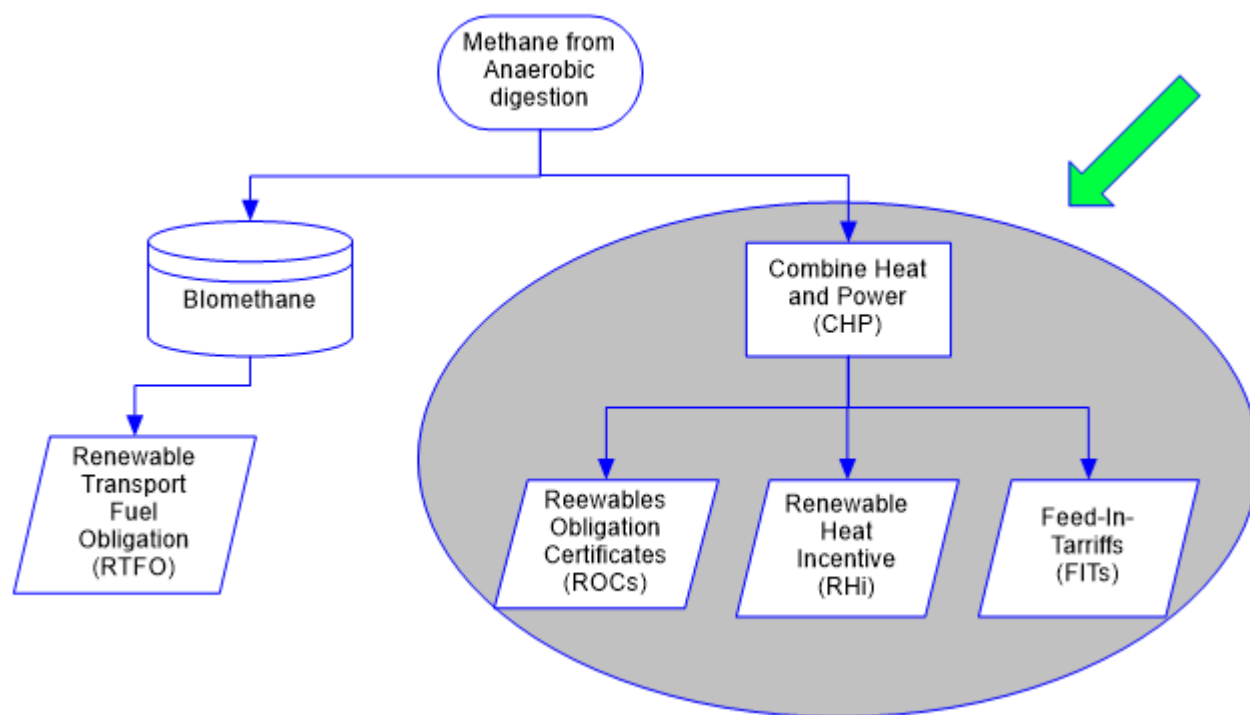 Methane from
Anaerobic
digestion
BIomethane
Combine Heat
and Power
(CHP)
Renewable
Transport
Fuel
Obligation
(RTFO)
Reewables
Obligation
Certificates
(ROCs)
Renewable
Heat
Incentive
(RHi)
Feed-In-
Tarriffs
(FITs)